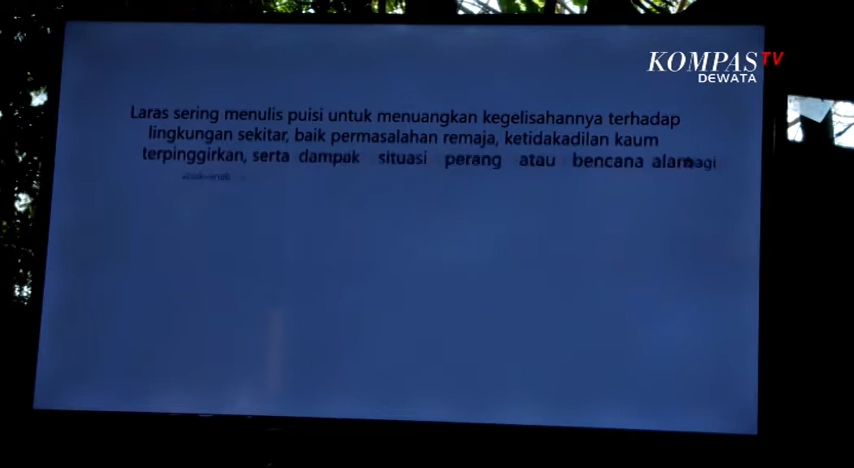 KOMPAS TV
DEWATA
Laras sering menulis puisi untuk menuangkan kegelisahannya terhadap
lingkungan sekitar, baik permasalahan remaja, ketidakadilan kaum
terpinggirkan, serta dampak situasi perang atau bencana